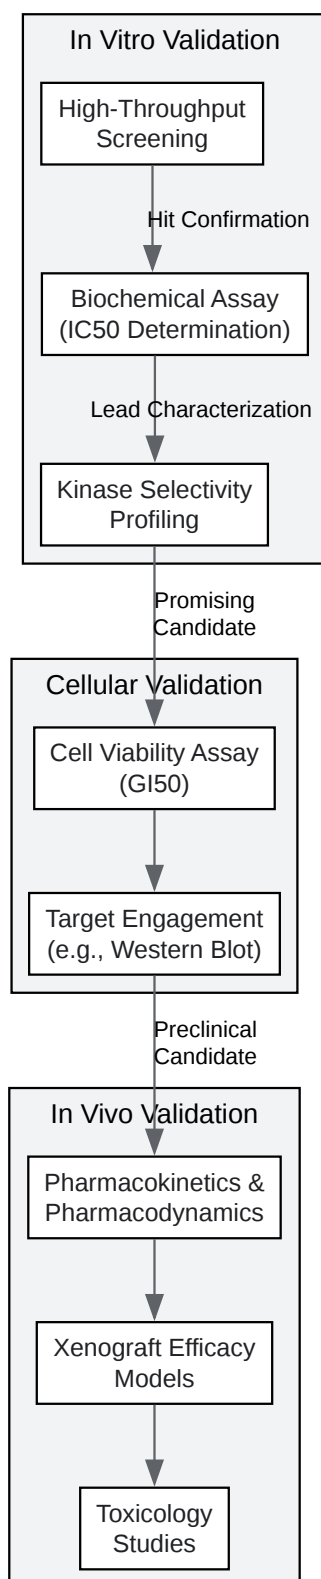 In Vitro Validation
High-Throughput
Screening
Hit Confirmation
Biochemical Assay
(IC50 Determination)
Lead Characterization
Kinase Selectivity
Profiling
Promising
Candidate
Cellular Validation
Cell Viability Assay
(GI50)
Target Engagement
(e.g., Western Blot)
Preclinical
Candidate
In Vivo Validation
Pharmacokinetics &
Pharmacodynamics
Xenograft Efficacy
Models
Toxicology
Studies